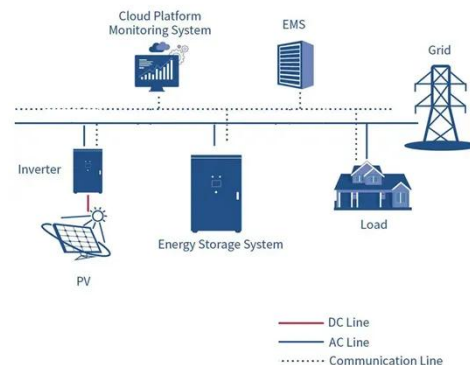 Cloud Platform
Monitoring System
EMS
Grid
Inverter
Energy Storage System
Load
PV
DC Line
AC Line
Communication Line